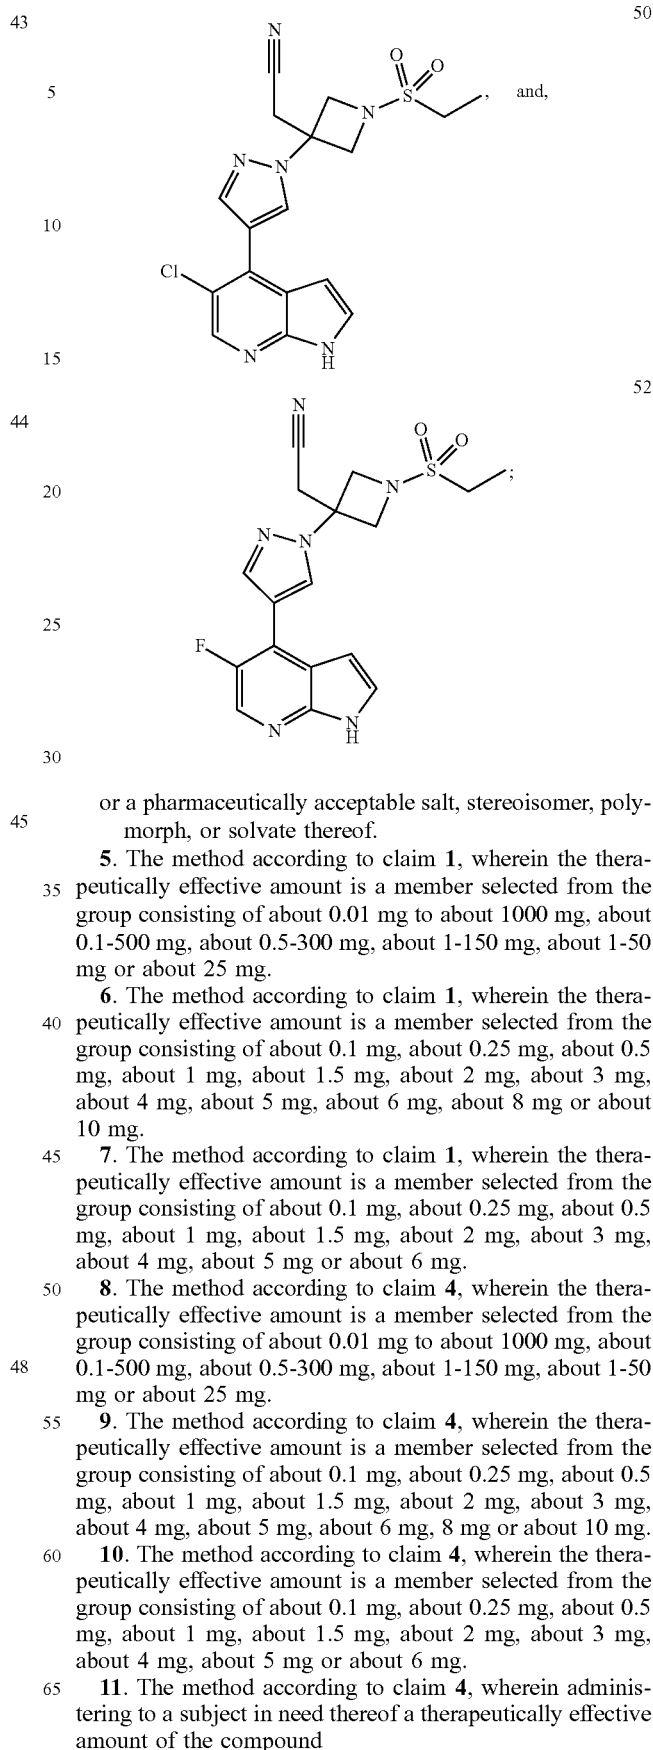 43 50
N
O
O
5 N S , and,
N N
10
Cl
15 N N
H
52
44 N
O
O
20 N S ;
N N
25
F
N N
H
30
or a pharmaceutically acceptable salt, stereoisomer, poly-
45
morph, or solvate thereof.
5. The method according to claim 1, wherein the thera-
35 peutically effective amount is a member selected from the
group consisting of about 0.01 mg to about 1000 mg, about
0.1-500 mg, about 0.5-300 mg, about 1-150 mg, about 1-50
mg or about 25 mg.
6. The method according to claim 1, wherein the thera-
40 peutically effective amount is a member selected from the
group consisting of about 0.1 mg, about 0.25 mg, about 0.5
mg, about 1 mg, about 1.5 mg, about 2 mg, about 3 mg,
about 4 mg, about 5 mg, about 6 mg, about 8 mg or about
10 mg.
45 7. The method according to claim 1, wherein the thera-
peutically effective amount is a member selected from the
group consisting of about 0.1 mg, about 0.25 mg, about 0.5
mg, about 1 mg, about 1.5 mg, about 2 mg, about 3 mg,
about 4 mg, about 5 mg or about 6 mg.
50 8. The method according to claim 4, wherein the thera-
peutically effective amount is a member selected from the
group consisting of about 0.01 mg to about 1000 mg, about
48 0.1-500 mg, about 0.5-300 mg, about 1-150 mg, about 1-50
mg or about 25 mg.
55 9. The method according to claim 4, wherein the thera-
peutically effective amount is a member selected from the
group consisting of about 0.1 mg, about 0.25 mg, about 0.5
mg, about 1 mg, about 1.5 mg, about 2 mg, about 3 mg,
about 4 mg, about 5 mg, about 6 mg, 8 mg or about 10 mg.
60 10. The method according to claim 4, wherein the thera-
peutically effective amount is a member selected from the
group consisting of about 0.1 mg, about 0.25 mg, about 0.5
mg, about 1 mg, about 1.5 mg, about 2 mg, about 3 mg,
about 4 mg, about 5 mg or about 6 mg.
65 11. The method according to claim 4, wherein adminis-
tering to a subject in need thereof a therapeutically effective
amount of the compound